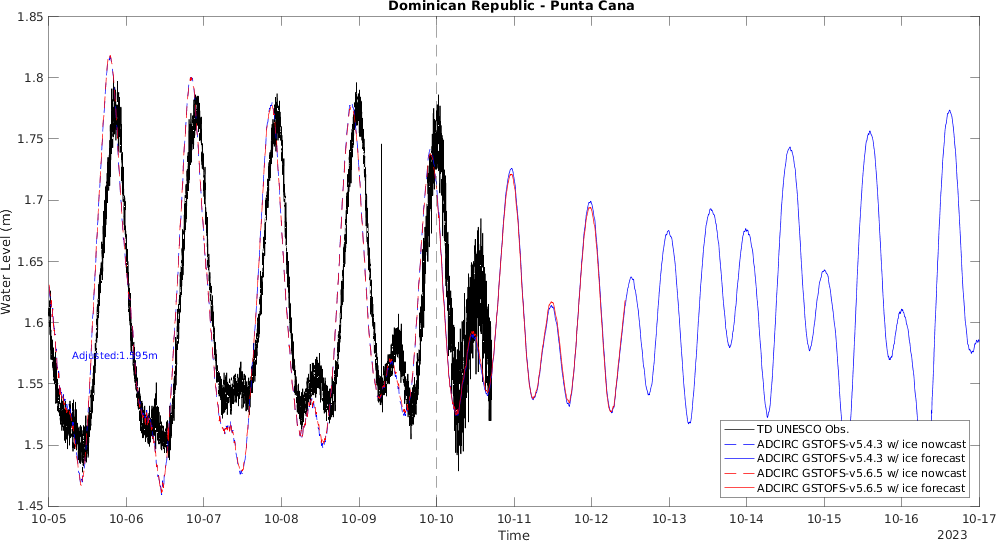 Dominican Republic - Punta Cana
1.85
1.8
1.75
1.7
1.65
1.6
1.55
1.5
1.45
Water Level (m)
Adjusted:1.595m
TD UNESCO Obs.
ADCIRC GSTOFS-v5.4.3 w/ ice nowcast
ADCIRC GSTOFS-v5.4.3 w/ ice forecast
ADCIRC GSTOFS-v5.6.5 w/ ice nowcast
ADCIRC GSTOFS-v5.6.5 w/ ice forecast
10-05 10-06 10-07 10-08 10-09 10-10 10-11 10-12 10-13 10-14 10-15 10-16 10-17
Time
2023